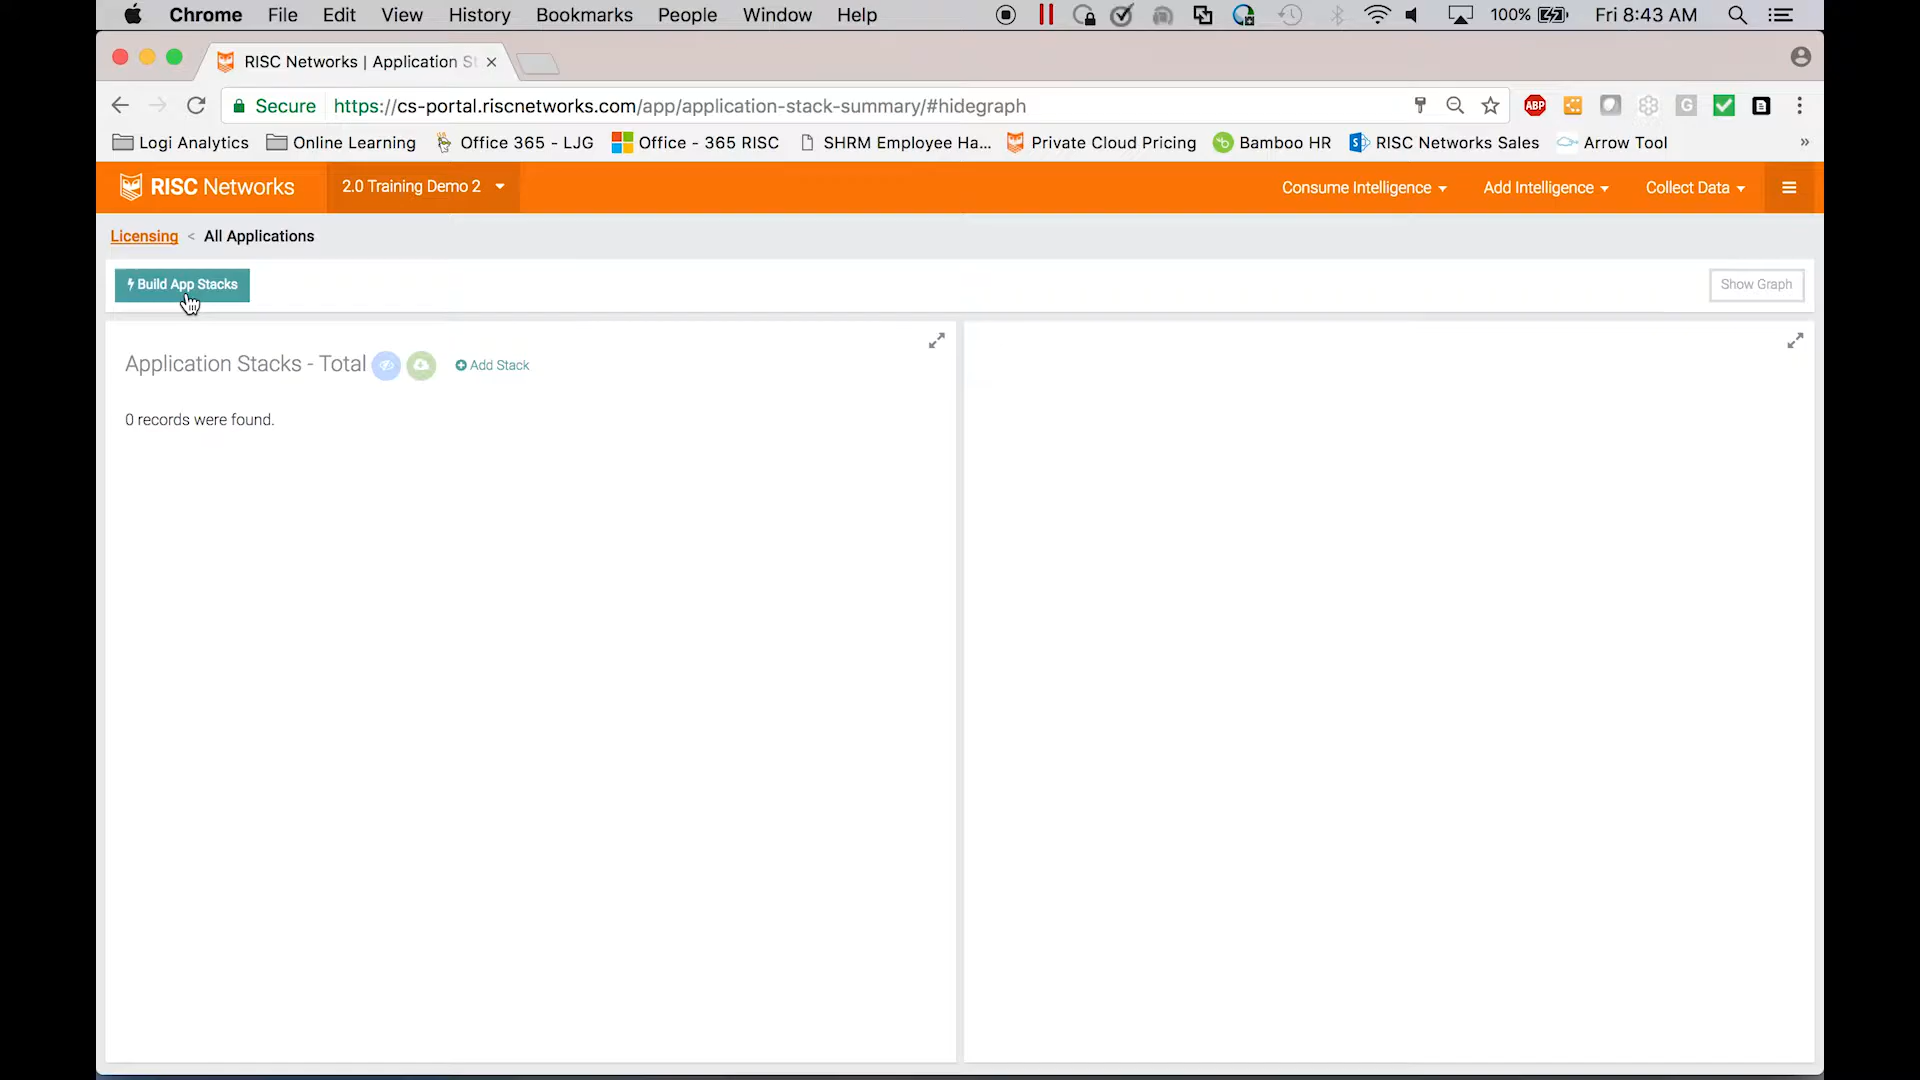 Chrome File Edit View History Bookmarks People Window Help 100% Fri 8:43 AM
RISC Networks | Application St
Secure https://cs-portal.riscnetworks.com/app/application-stack-summary/#hidegraph ABP G
Logi Analytics Online Learning Office 365 - LJG Office - 365 RISC SHRM Employee Ha... Private Cloud Pricing Bamboo HR RISC Networks Sales Arrow Tool »
RISC Networks 2.0 Training Demo 2 Consume Intelligence Add Intelligence Collect Data
Licensing < All Applications
Build App Stacks Show Graph
Application Stacks - Total Add Stack
0 records were found.